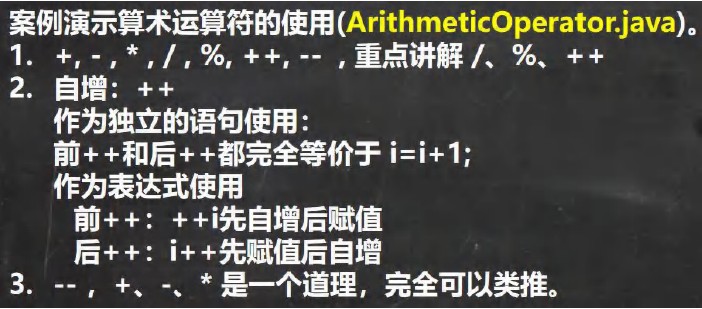 案例演示算术运算符的使用(ArithmeticOperator.java)。
1. +, - , * , / , %, ++, -- , 重点讲解 /、%、++
2. 自增：++
作为独立的语句使用：
前++和后++都完全等价于 i=i+1;
作为表达式使用
前++：++i先自增后赋值
后++：i++先赋值后自增
3. -- ，+、-、* 是一个道理，完全可以类推。